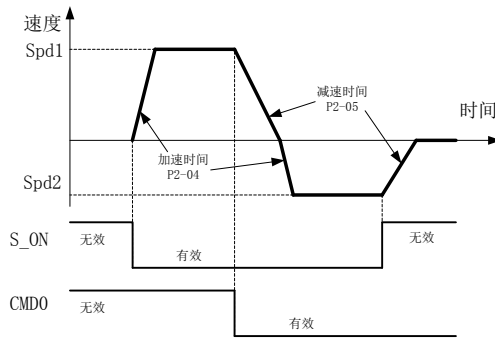 速度
Spd1
减速时间
P2-05
时间
加速时间
P2-04
Spd2
S_ON
无效
有效
无效
CMD0
无效
有效